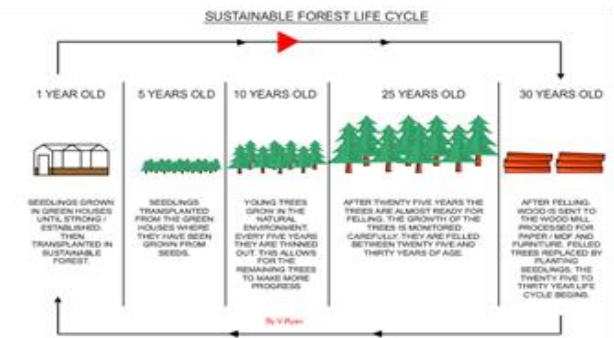 SUSTAINABLE FOREST LIFE CYCLE
1 YEAR OLD
5 YEARS OLD
10 YEARS OLD
25 YEARS OLD
30 YEARS OLD
SEEDLINGS GROWN
IN GREEN HOUSES
UNTIL STRONG /
ESTABLISHED.
THEN
TRANSPLANTED IN
SUSTAINABLE
FOREST.
SEEDLINGS
TRANSPLANTED
FROM THE GREEN
HOUSES WHERE
THEY HAVE BEEN
GROWN FROM
SEEDS.
YOUNG TREES
GROW IN THE
NATURAL
ENVIRONMENT.
EVERY FIVE YEARS
THEY ARE THINNED
OUT. THIS ALLOWS
FOR THE
REMAINING TREES
TO MAKE MORE
PROGRESS
AFTER TWENTY FIVE YEARS THE
TREES ARE ALMOST READY FOR
FELLING. THE GROWTH OF THE
TREES IS MONITORED
CAREFULLY. THEY ARE FELLED
BETWEEN TWENTY FIVE AND
THIRTY YEARS OF AGE.
AFTER FELLING,
WOOD IS SENT TO
THE WOOD MILL,
PROCESSED FOR
PAPER / MDF AND
FURNITURE. FELLED
TREES REPLACED BY
PLANTING
SEEDLINGS. THE
TWENTY FIVE TO
THIRTY YEAR LIFE
CYCLE BEGINS.
By V.Ryan